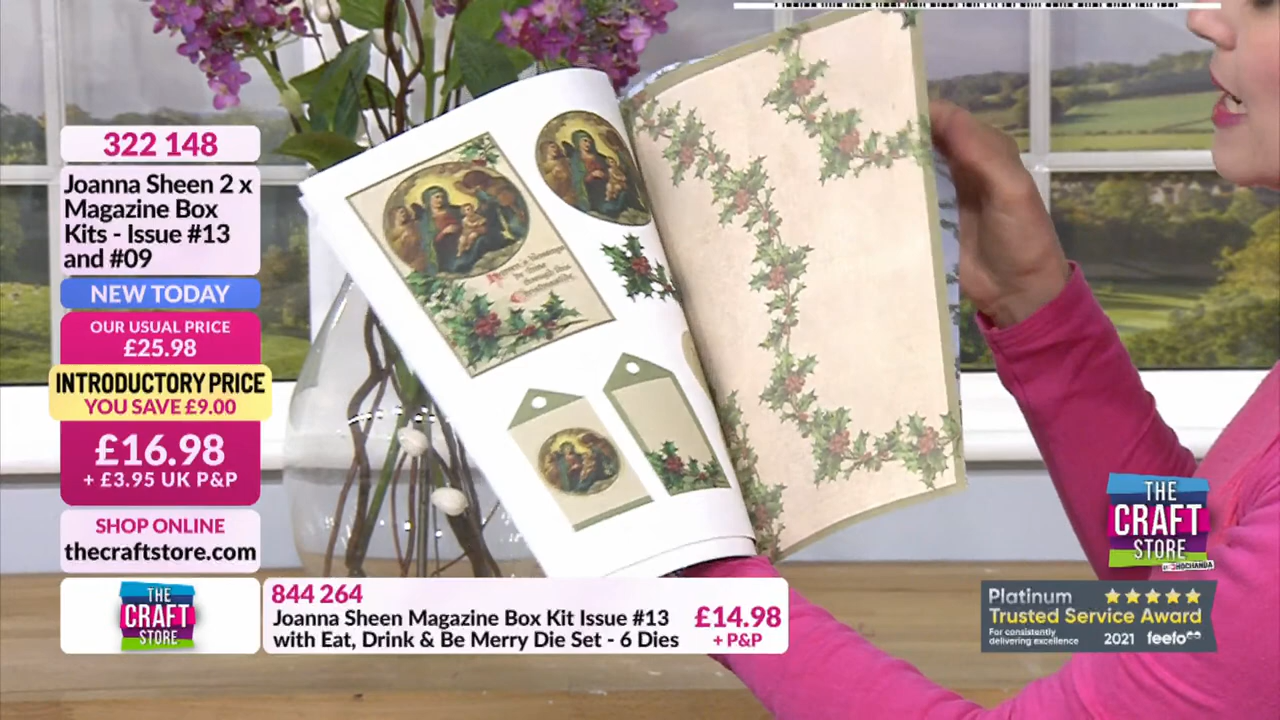 322 148
Joanna Sheen 2 x
Magazine Box
Kits - Issue #13
and #09
NEW TODAY
OUR USUAL PRICE
£25.98
INTRODUCTORY PRICE
YOU SAVE £9.00
£16.98
+ £3.95 UK P&P
SHOP ONLINE
thecraftstore.com
THE
CRAFT
STORE
844 264
Joanna Sheen Magazine Box Kit Issue #13
with Eat, Drink & Be Merry Die Set - 6 Dies
£14.98
+ P&P
THE
CRAFT
STORE
HOCHANDA
Platinum
Trusted Service Award
For consistently
delivering excellence
2021 feefo